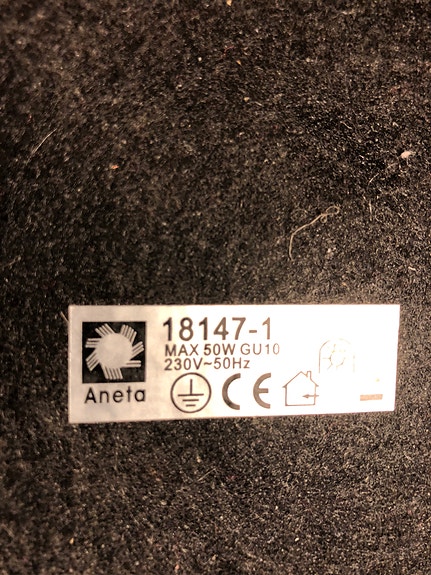 18147-1
MAX 50W GU10
230V~50Hz
Aneta
CE